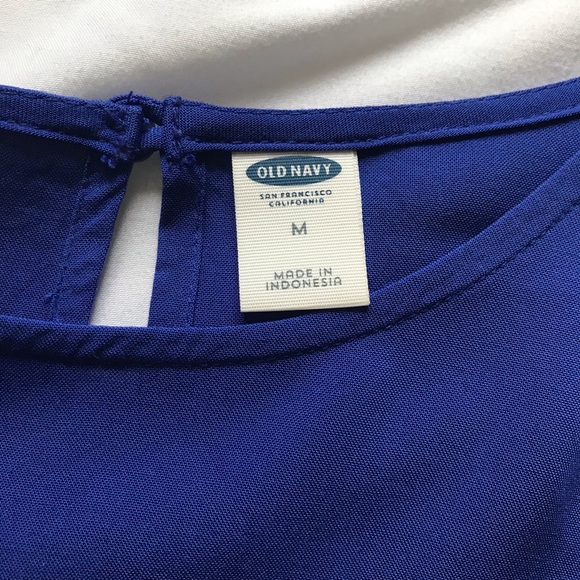 OLD NAVY
SAN FRANCISCO
CALIFORNIA
M
MADE IN
INDONESIA